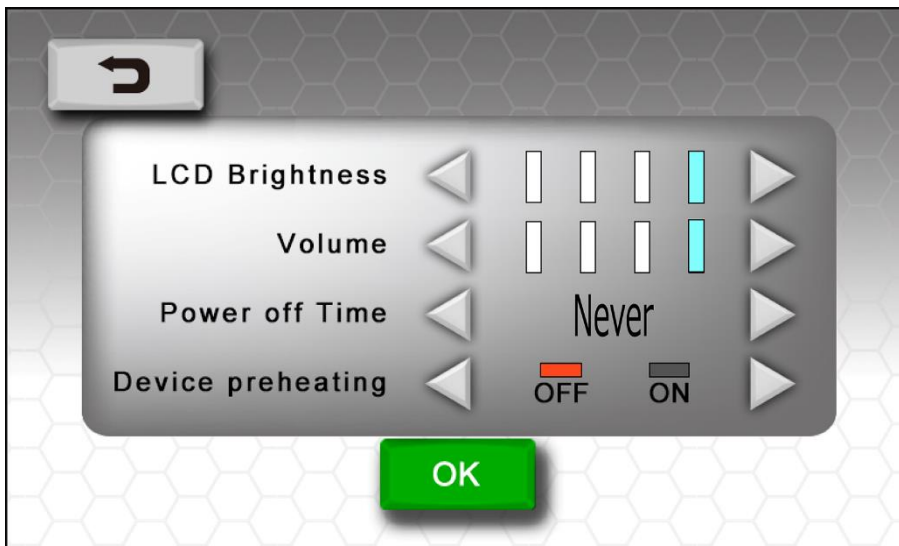 LCD Brightness
Volume
Power off Time Never
Device preheating OFF ON
OK